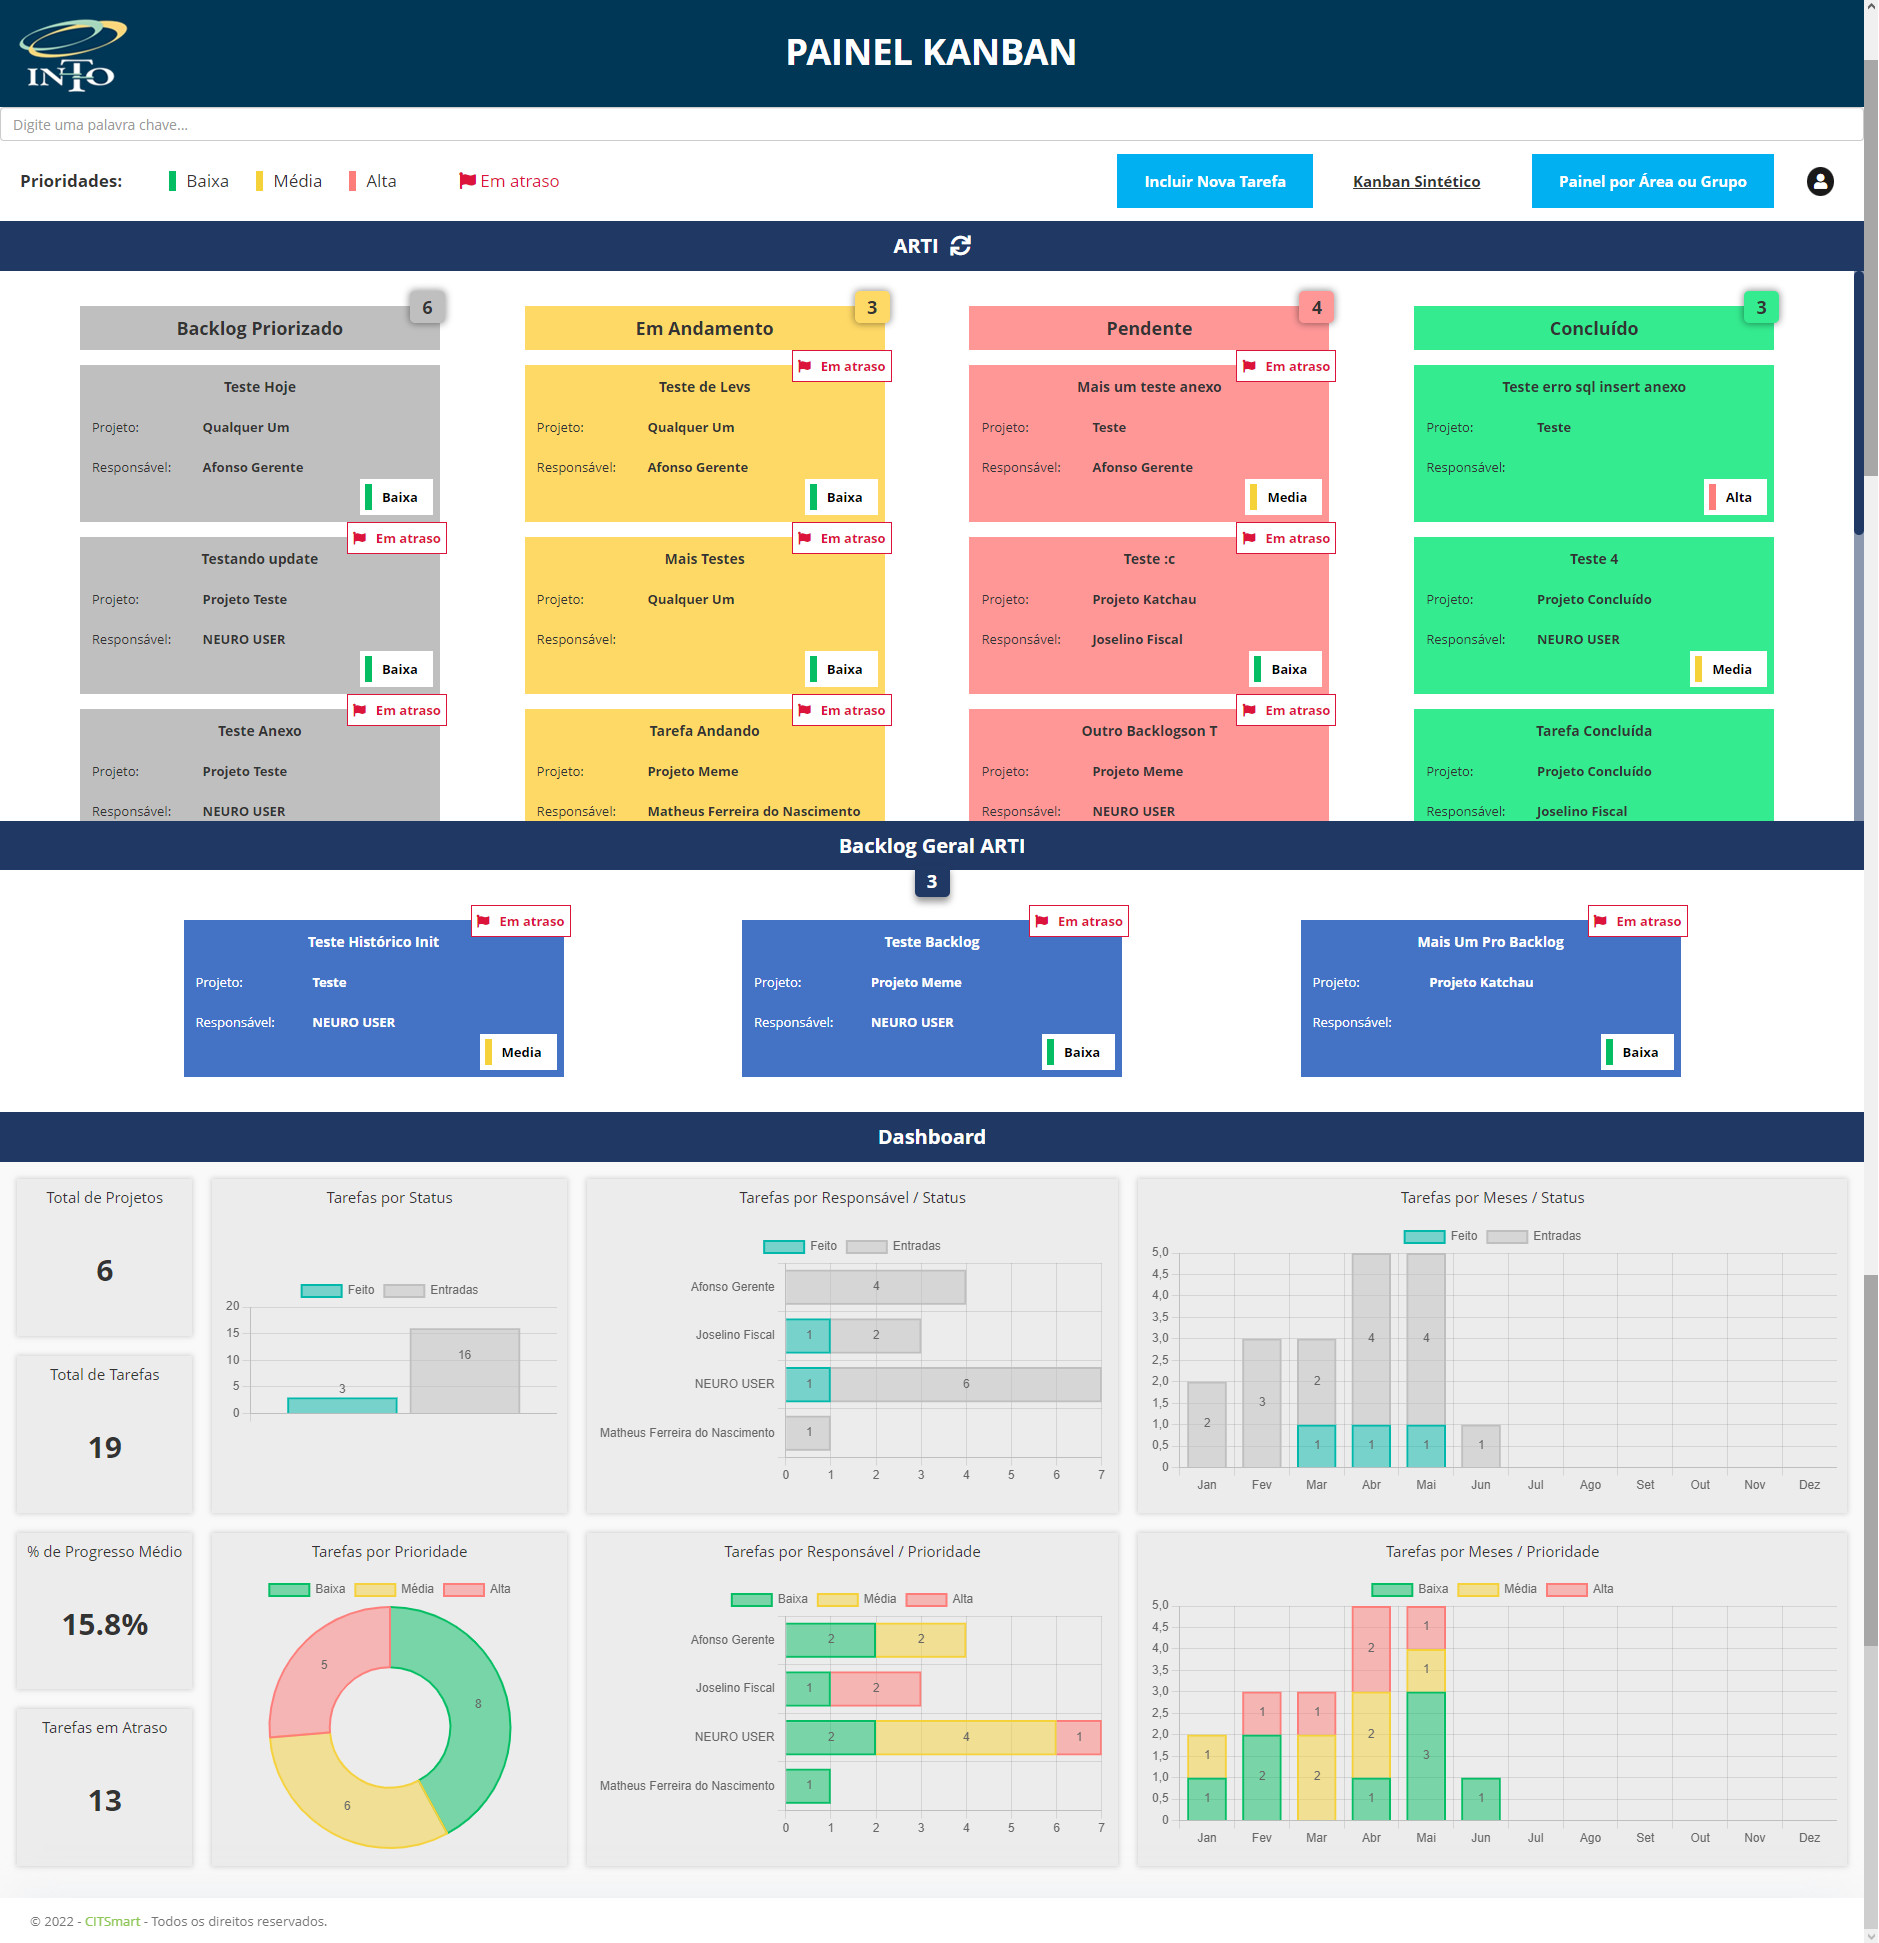 INTO
PAINEL KANBAN
Digite uma palavra chave...
Prioridades: Baixa Média Alta Em atraso Incluir Nova Tarefa Kanban Sintético Painel por Área ou Grupo
ARTI
6 3 4 3
Backlog Priorizado Em Andamento Pendente Concluído
Em atraso Em atraso
Teste Hoje Teste de Levs Mais um teste anexo Teste erro sql insert anexo
Projeto: Qualquer Um Projeto: Qualquer Um Projeto: Teste Projeto: Teste
Responsável: Afonso Gerente Responsável: Afonso Gerente Responsável: Afonso Gerente Responsável:
Baixa Baixa Media Alta
Em atraso Em atraso Em atraso
Testando update Mais Testes Teste :c Teste 4
Projeto: Projeto Teste Projeto: Qualquer Um Projeto: Projeto Katchau Projeto: Projeto Concluído
Responsável: NEURO USER Responsável: Responsável: Joselino Fiscal Responsável: NEURO USER
Baixa Baixa Baixa Media
Em atraso Em atraso Em atraso
Teste Anexo Tarefa Andando Outro Backlogson T Tarefa Concluída
Projeto: Projeto Teste Projeto: Projeto Meme Projeto: Projeto Meme Projeto: Projeto Concluído
Responsável: NEURO USER Responsável: Matheus Ferreira do Nascimento Responsável: NEURO USER Responsável: Joselino Fiscal
Backlog Geral ARTI
3
Em atraso Em atraso Em atraso
Teste Histórico Init Teste Backlog Mais Um Pro Backlog
Projeto: Teste Projeto: Projeto Meme Projeto: Projeto Katchau
Responsável: NEURO USER Responsável: NEURO USER Responsável:
Media Baixa Baixa
Dashboard
Total de Projetos
6
Total de Tarefas
19
Tarefas por Status
Feito Entradas
20
15
10
5
0
3 16
Tarefas por Responsável / Status
Feito Entradas
Afonso Gerente 4
Joselino Fiscal 1 2
NEURO USER 1 6
Matheus Ferreira do Nascimento 1
0 1 2 3 4 5 6 7
Tarefas por Meses / Status
Feito Entradas
5,0
4,5
4,0
3,5
3,0
2,5
2,0
1,5
1,0
0,5
0
4 4
2
3
2
1 1 1 1
Jan Fev Mar Abr Mai Jun Jul Ago Set Out Nov Dez
% de Progresso Médio
15.8%
Tarefas em Atraso
13
Tarefas por Prioridade
Baixa Média Alta
5
8
6
Tarefas por Responsável / Prioridade
Baixa Média Alta
Afonso Gerente 2 2
Joselino Fiscal 1 2
NEURO USER 2 4 1
Matheus Ferreira do Nascimento 1
0 1 2 3 4 5 6 7
Tarefas por Meses / Prioridade
Baixa Média Alta
5,0
4,5
4,0
3,5
3,0
2,5
2,0
1,5
1,0
0,5
0
1
2
1
1 1
2
1 3
2 2
1 1 1
Jan Fev Mar Abr Mai Jun Jul Ago Set Out Nov Dez
© 2022 - CITSmart - Todos os direitos reservados.